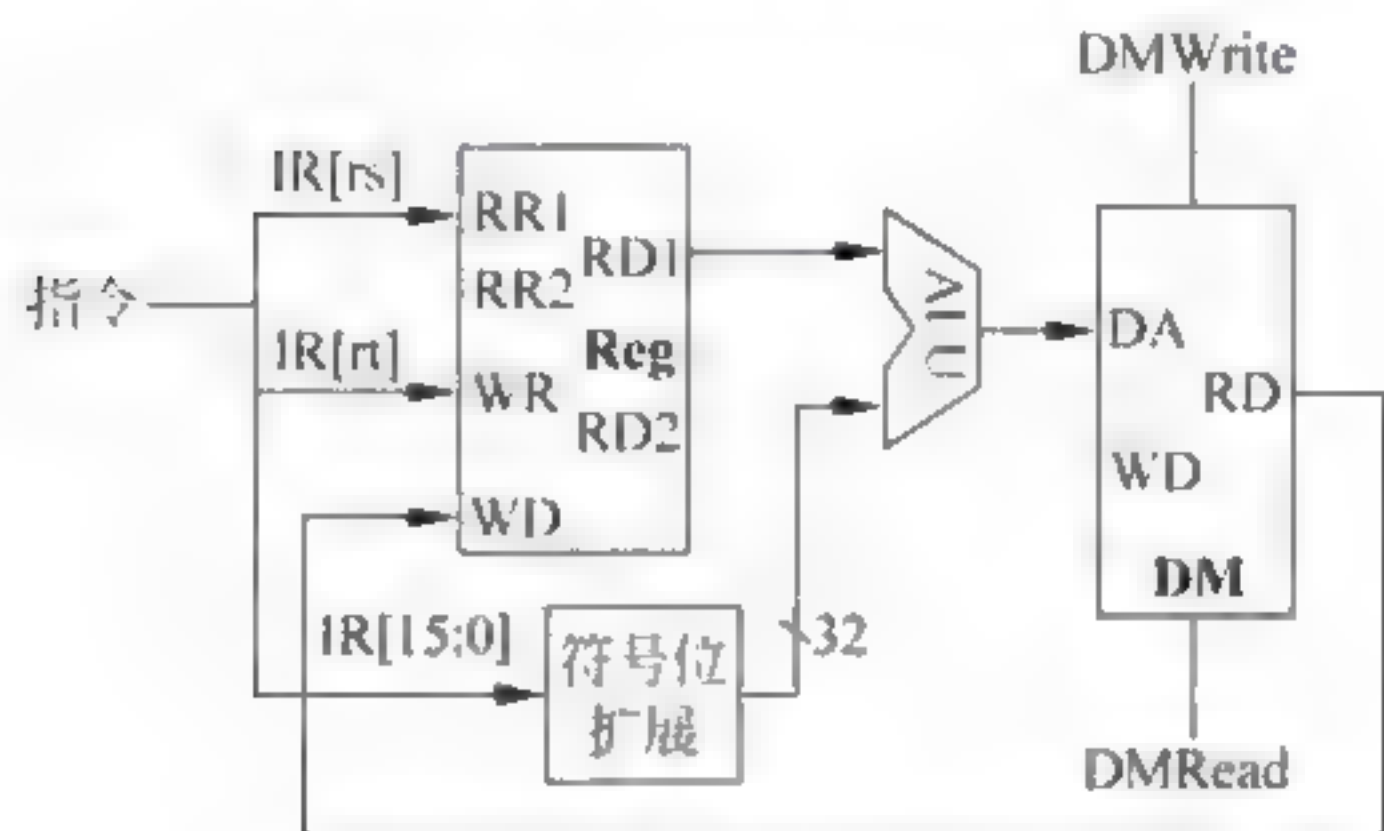 DMWrite
IR[rs]
RR1
RD1
指令
RR2
ALU
DA
IR[rt]
Reg
WR
RD
RD2
WD
WD
DM
IR[15:0]
符号位
扩展
32
DMRead